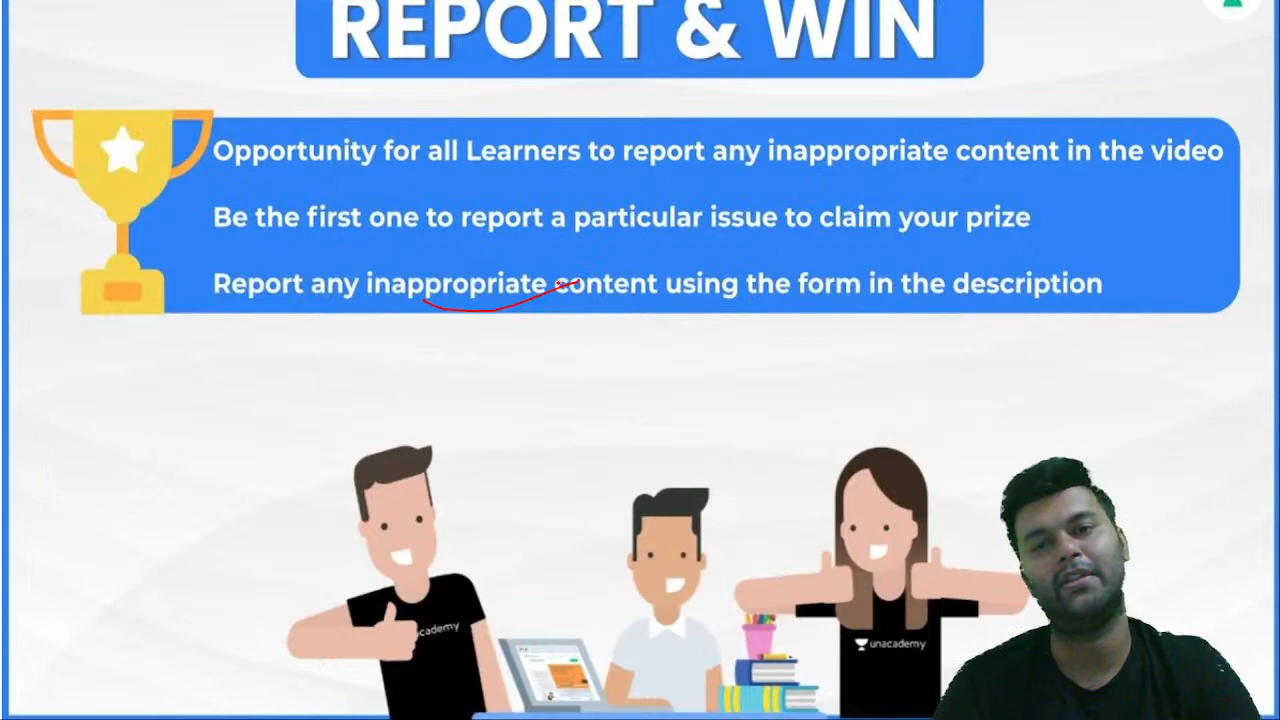 REPORT & WIN
Opportunity for all Learners to report any inappropriate content in the video
Be the first one to report a particular issue to claim your prize
Report any inappropriate content using the form in the description
cademy
unacademy